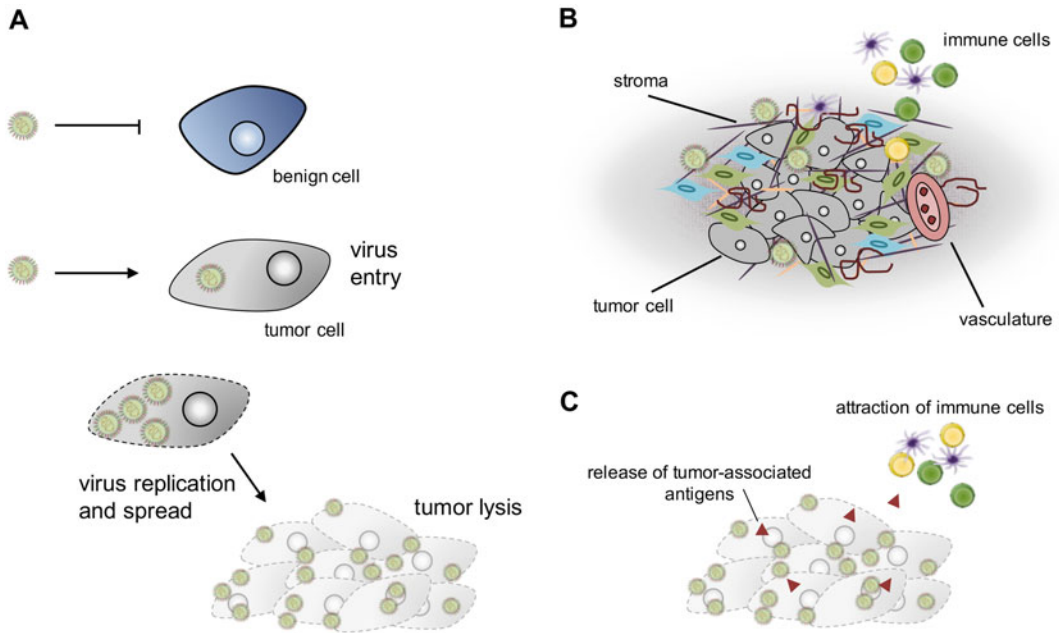 A
benign cell
virus
entry
tumor cell
virus replication
and spread
tumor lysis
B
immune cells
stroma
tumor cell
vasculature
C
attraction of immune cells
release of tumor-associated
antigens